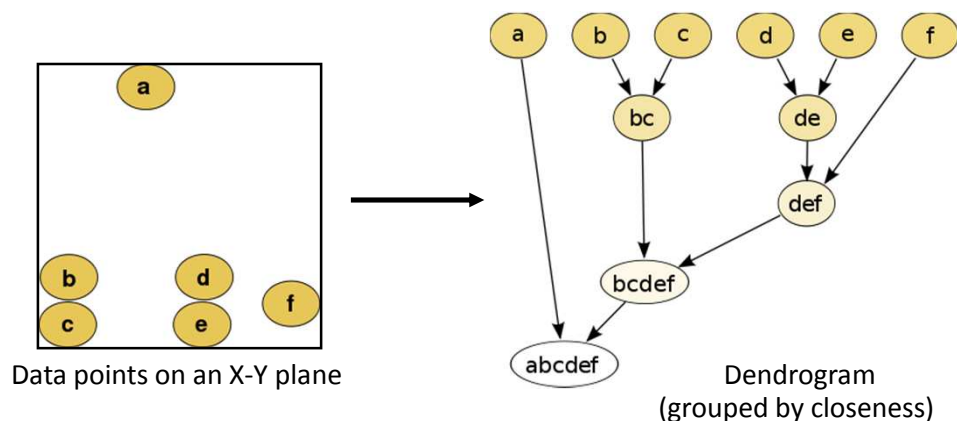 a
b
d
f
c
e
Data points on an X-Y plane
a b c d e f
bc de
def
bcdef
abcdef
Dendrogram
(grouped by closeness)